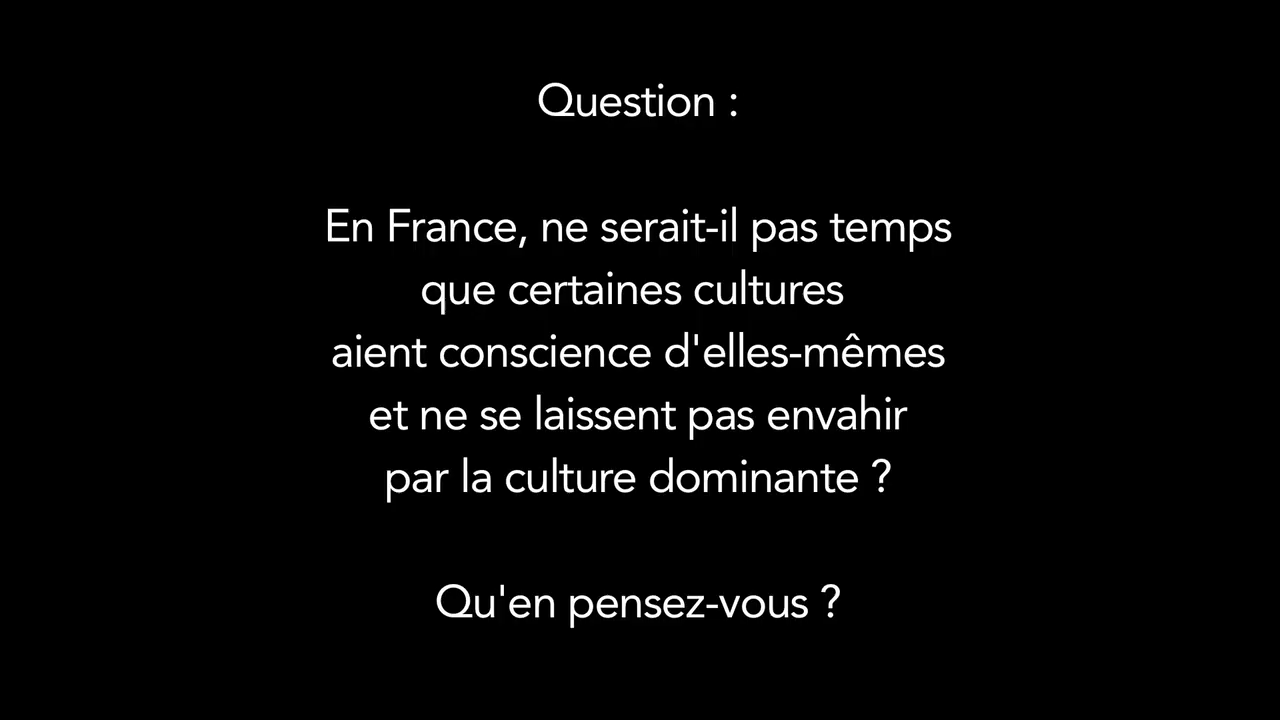 Question :
En France, ne serait-il pas temps
que certaines cultures
aient conscience d'elles-mêmes
et ne se laissent pas envahir
par la culture dominante ?
Qu'en pensez-vous ?